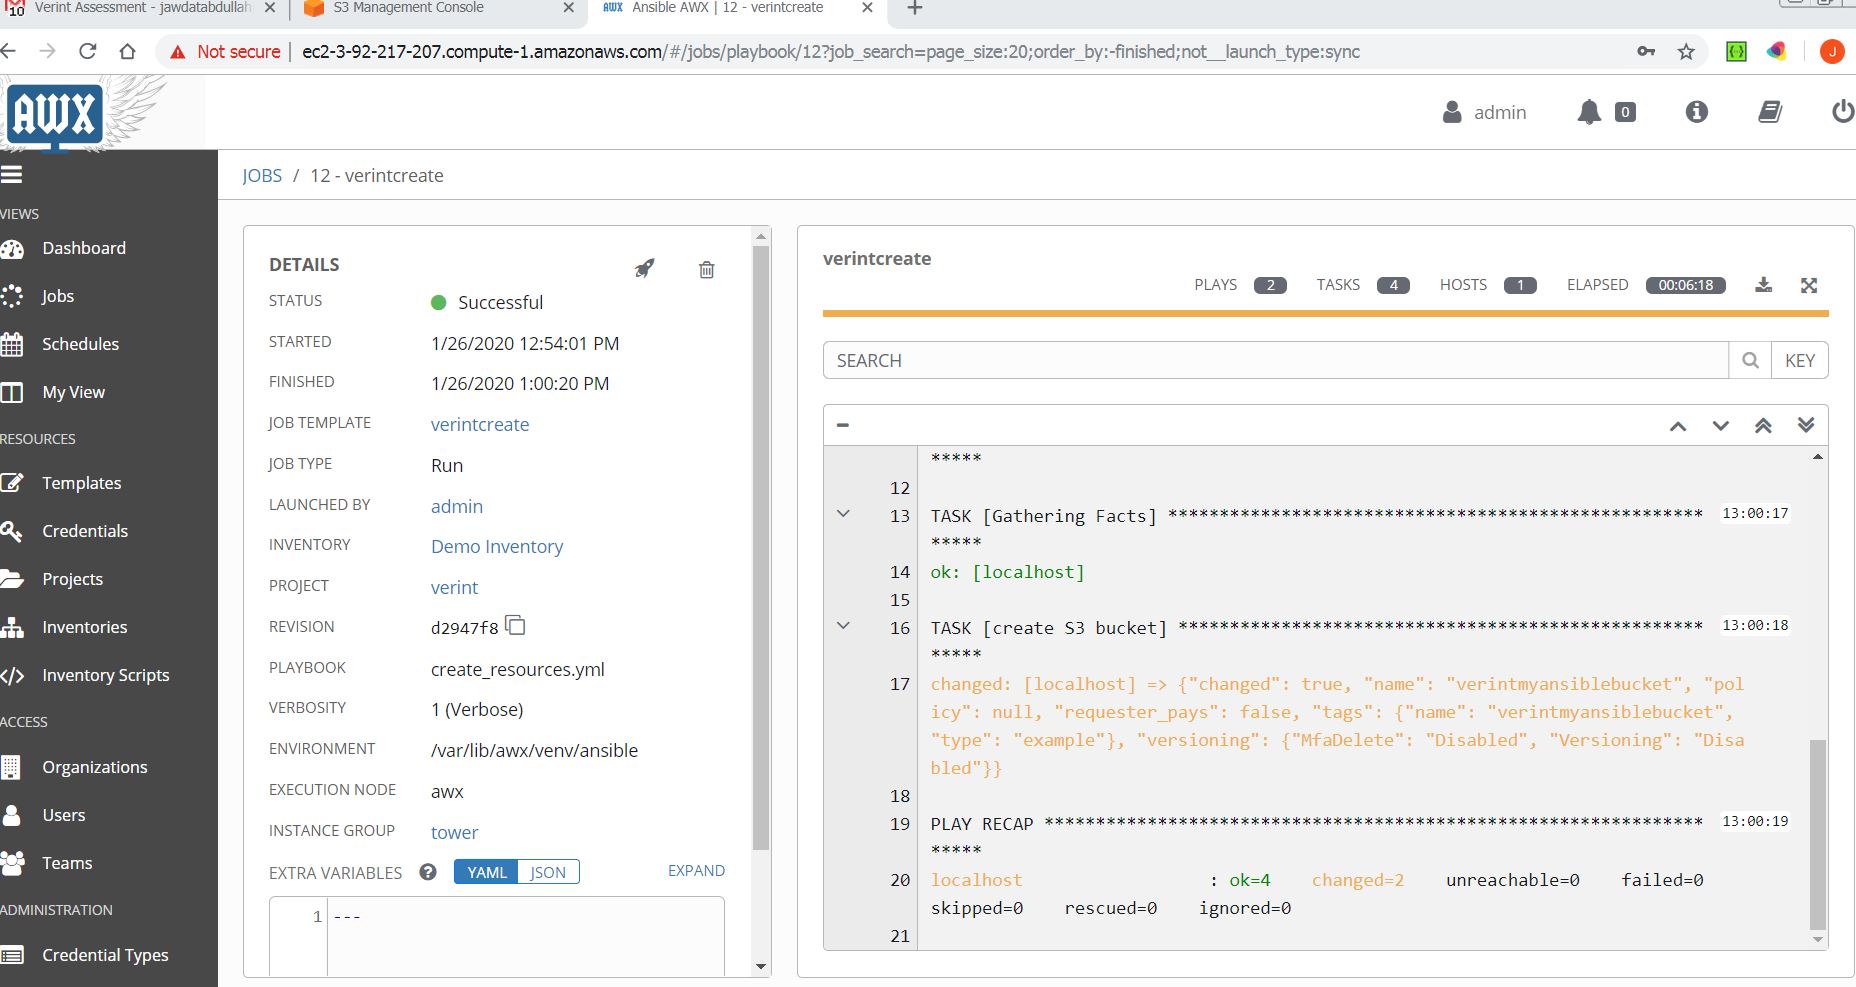 10
Verint Assessment - jawdatabdullah
S3 Management Console
AWX
Ansible AWX | 12 - verintcreate
Not secure | ec2-3-92-217-207.compute-1.amazonaws.com/#/jobs/playbook/12?job_search=page_size:20;order_by:-finished;not__launch_type:sync
J
AWX
admin
0
JOBS / 12 - verintcreate
VIEWS
Dashboard
Jobs
Schedules
My View
RESOURCES
Templates
Credentials
Projects
Inventories
Inventory Scripts
ACCESS
Organizations
Users
Teams
ADMINISTRATION
Credential Types
DETAILS
STATUS Successful
STARTED 1/26/2020 12:54:01 PM
FINISHED 1/26/2020 1:00:20 PM
JOB TEMPLATE verintcreate
JOB TYPE Run
LAUNCHED BY admin
INVENTORY Demo Inventory
PROJECT verint
REVISION d2947f8
PLAYBOOK create_resources.yml
VERBOSITY 1 (Verbose)
ENVIRONMENT /var/lib/awx/venv/ansible
EXECUTION NODE awx
INSTANCE GROUP tower
EXTRA VARIABLES ? YAML JSON EXPAND
1 ---
verintcreate
PLAYS 2 TASKS 4 HOSTS 1 ELAPSED 00:06:18
SEARCH KEY
*****
12
13 TASK [Gathering Facts] **************************************************** 13:00:17
*****
14 ok: [localhost]
15
16 TASK [create S3 bucket] *************************************************** 13:00:18
*****
17 changed: [localhost] => {"changed": true, "name": "verintmyansiblebucket", "pol
icy": null, "requester_pays": false, "tags": {"name": "verintmyansiblebucket",
"type": "example"}, "versioning": {"MfaDelete": "Disabled", "Versioning": "Disa
bled"}}
18
19 PLAY RECAP **************************************************************** 13:00:19
*****
20 localhost : ok=4 changed=2 unreachable=0 failed=0
skipped=0 rescued=0 ignored=0
21